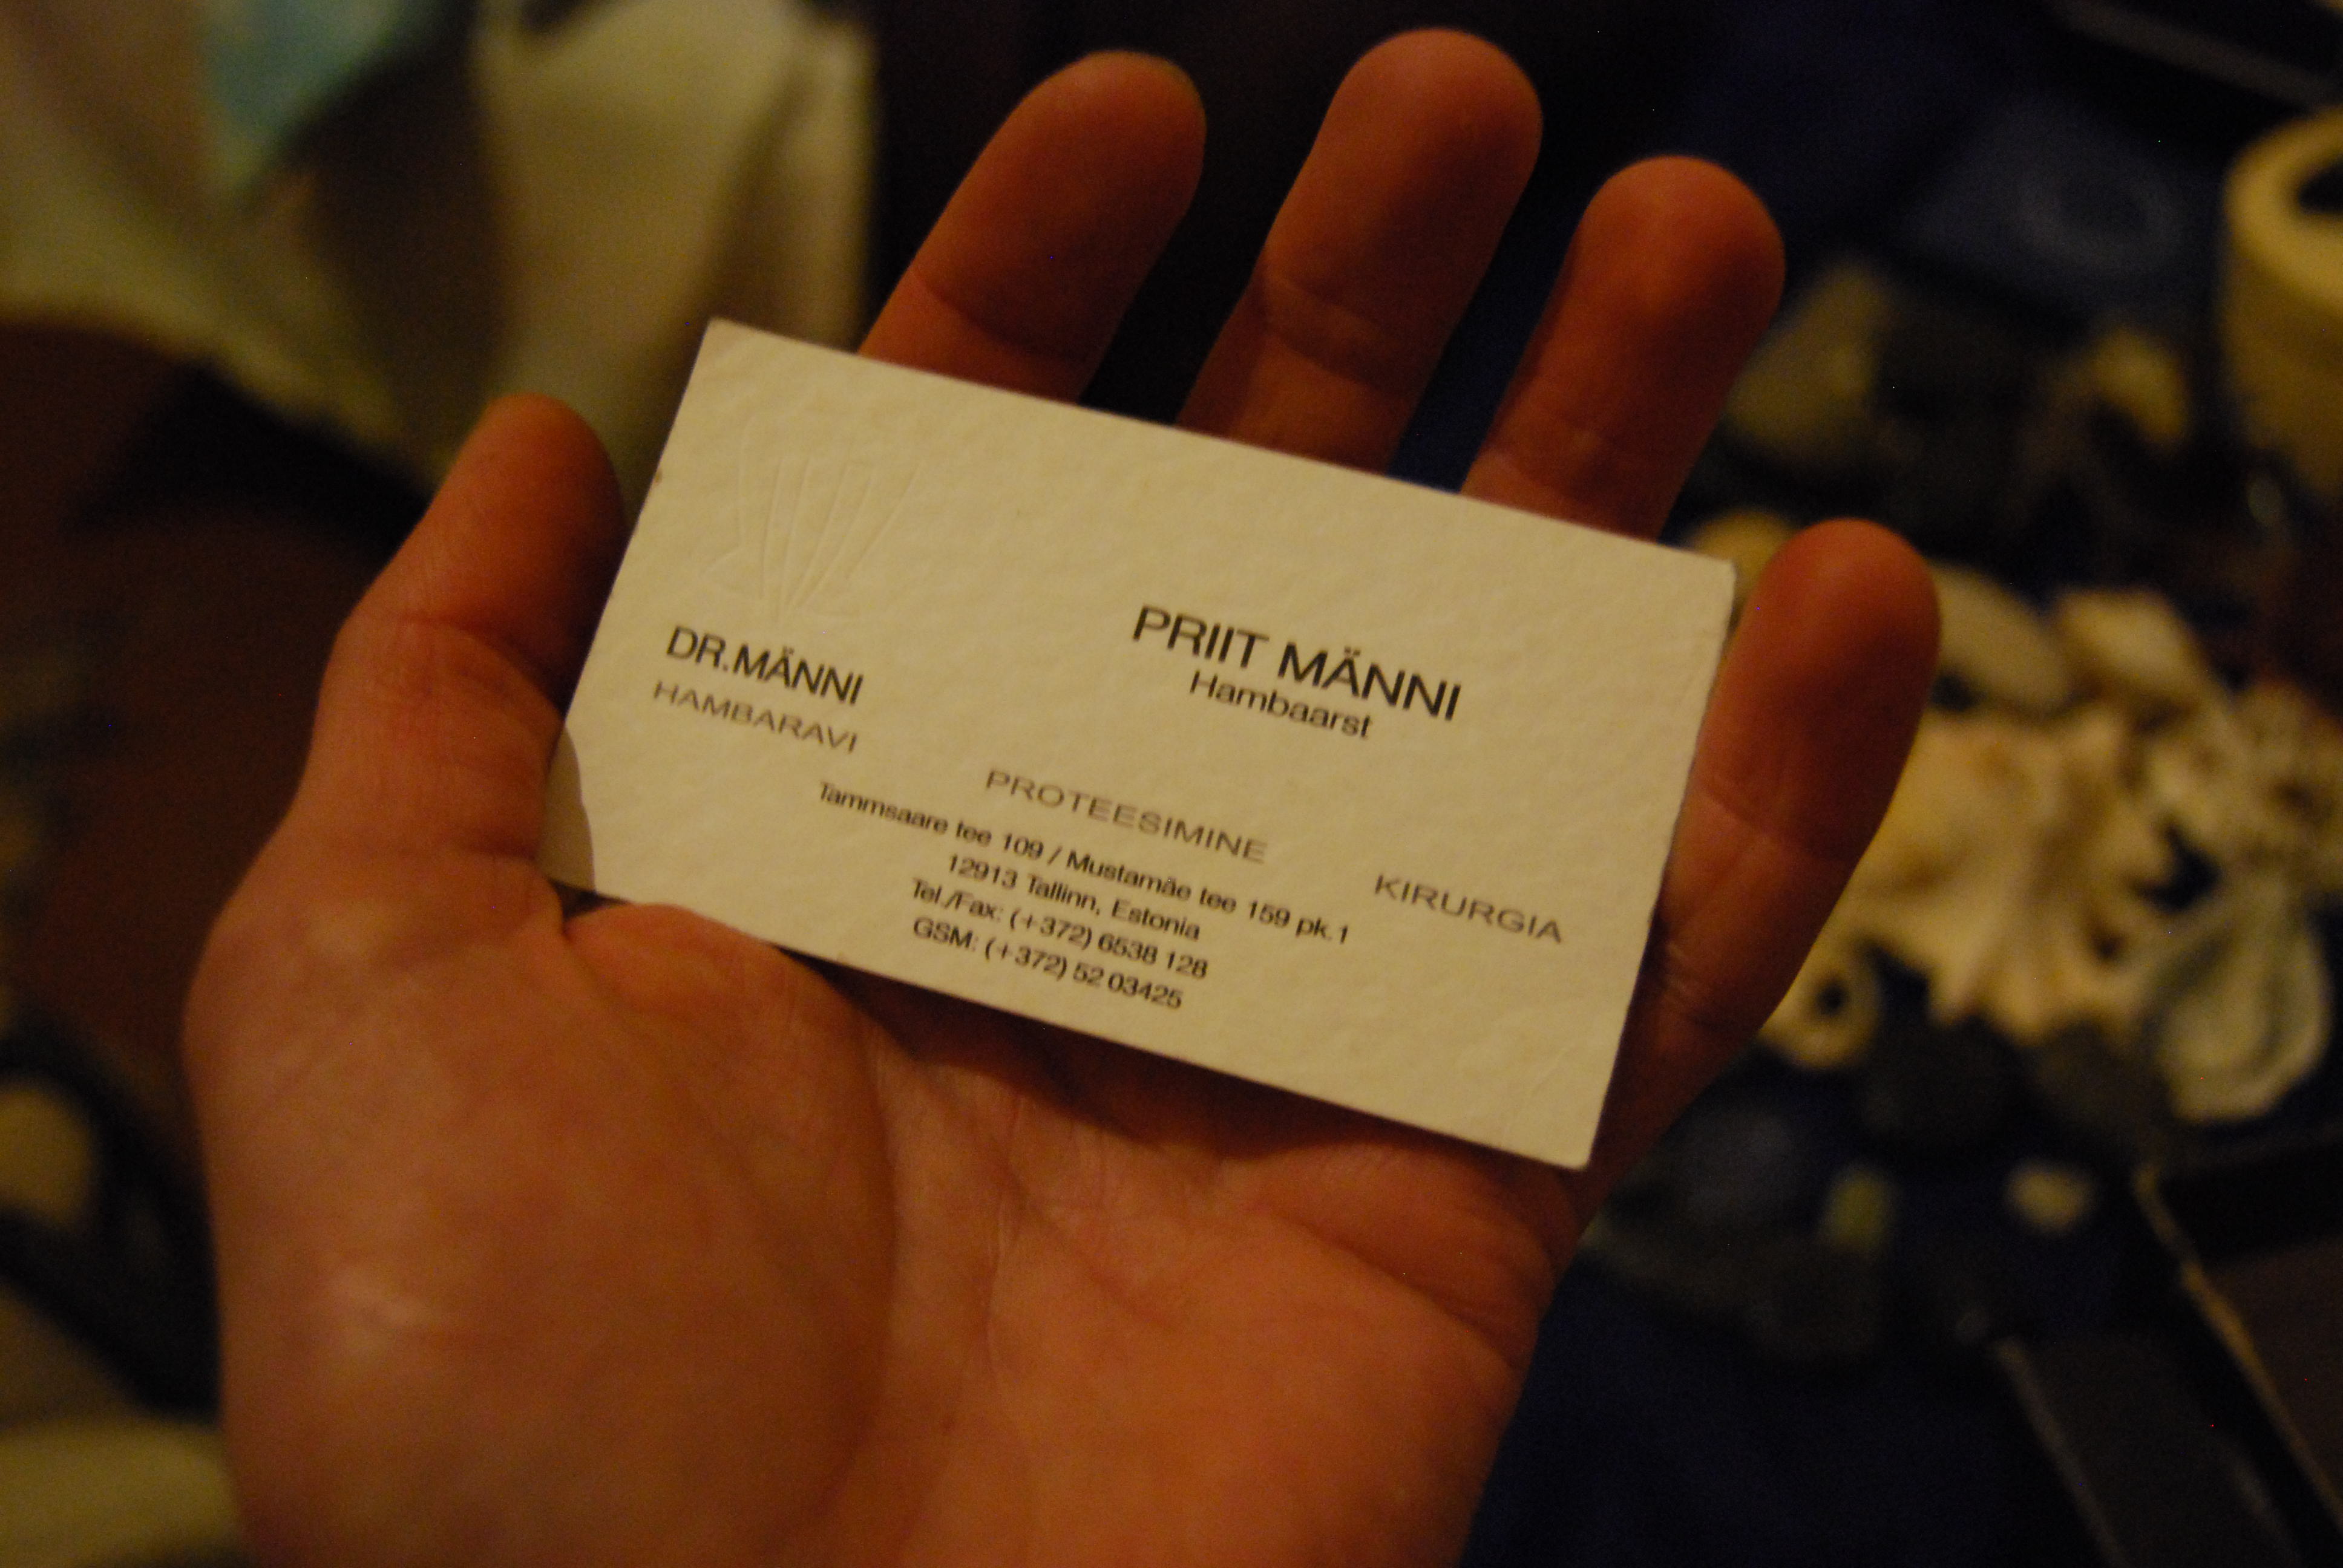 DR.MÄNNI
PRIIT MÄNNI
Hambaarst
HAMBARAVI
PROTEESIMINE
KIRURGIA
Tammsaare tee 109 / Mustamäe tee 159 pk.1
12913 Tallinn, Estonia
Tel./Fax: (+372) 6538 128
GSM: (+372) 52 03425